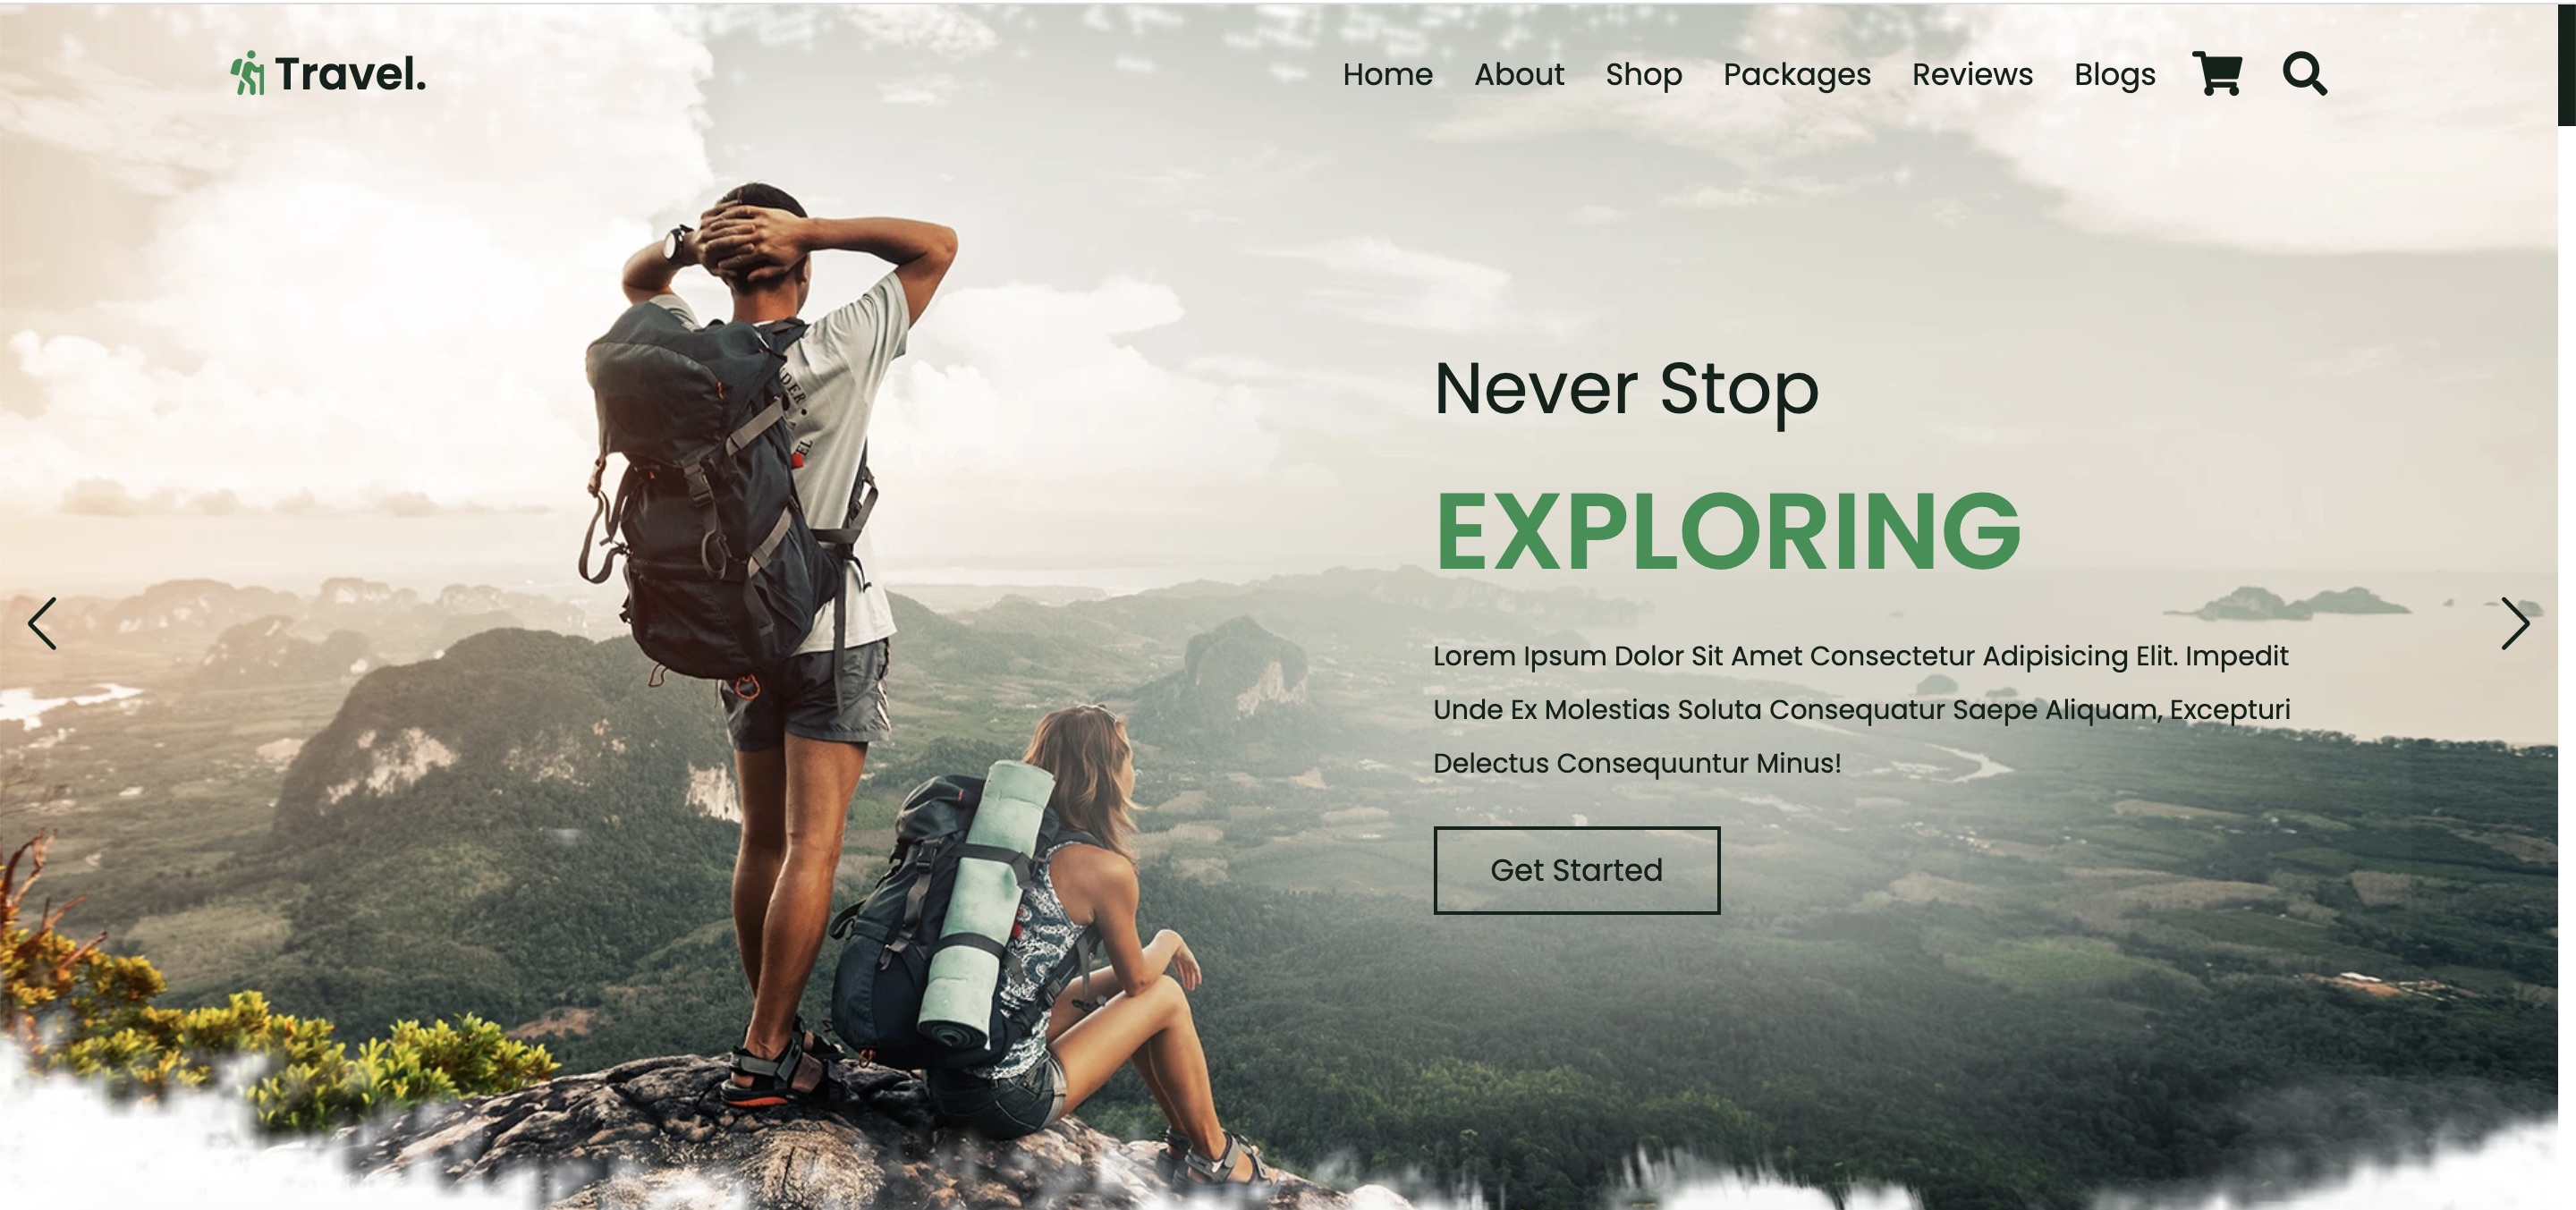 Travel.
Home About Shop Packages Reviews Blogs
Never Stop
EXPLORING
Lorem Ipsum Dolor Sit Amet Consectetur Adipisicing Elit. Impedit
Unde Ex Molestias Soluta Consequatur Saepe Aliquam, Excepturi
Delectus Consequuntur Minus!
Get Started